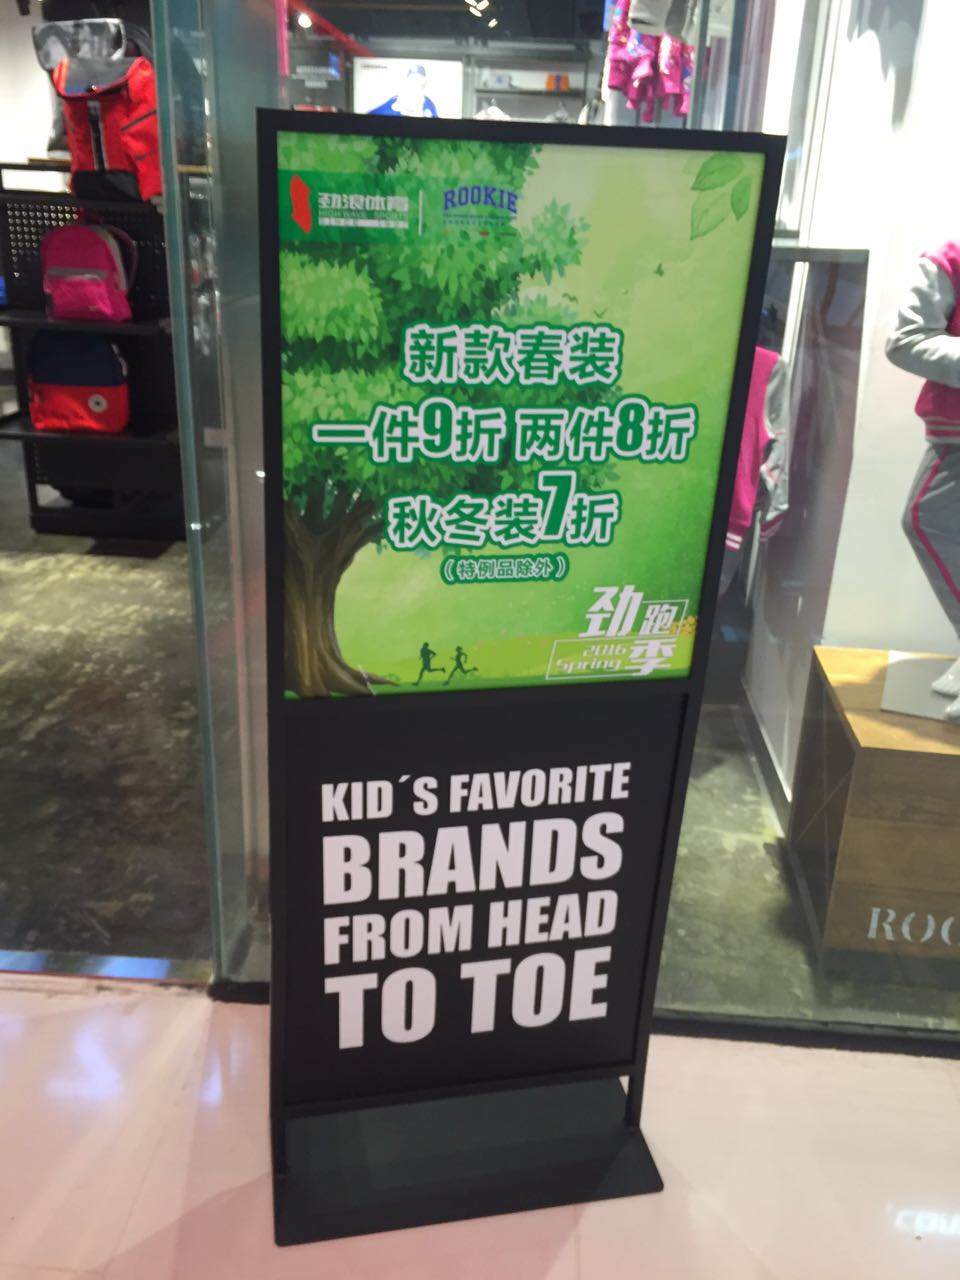 劲浪体育
HIGH WAVE SPORTS
ROOKIE
新款春装
一件9折 两件8折
秋冬装7折
(特例品除外)
劲跑季
2016
Spring
KID´S FAVORITE
BRANDS
FROM HEAD
TO TOE
ROO